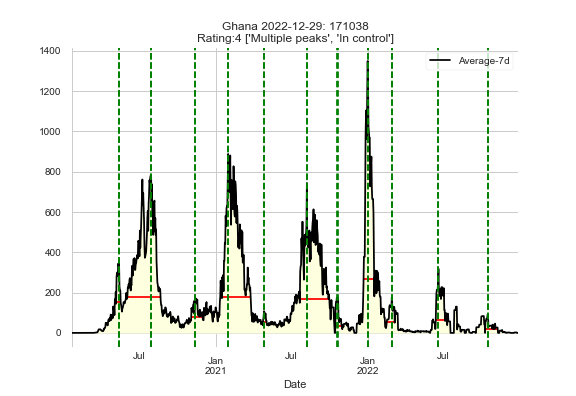 Ghana 2022-12-29: 171038
Rating:4 ['Multiple peaks', 'In control']
1400
Average-7d
1200
1000
800
600
400
200
0
Jul
Jan
2021
Jul
Jan
2022
Jul
Date